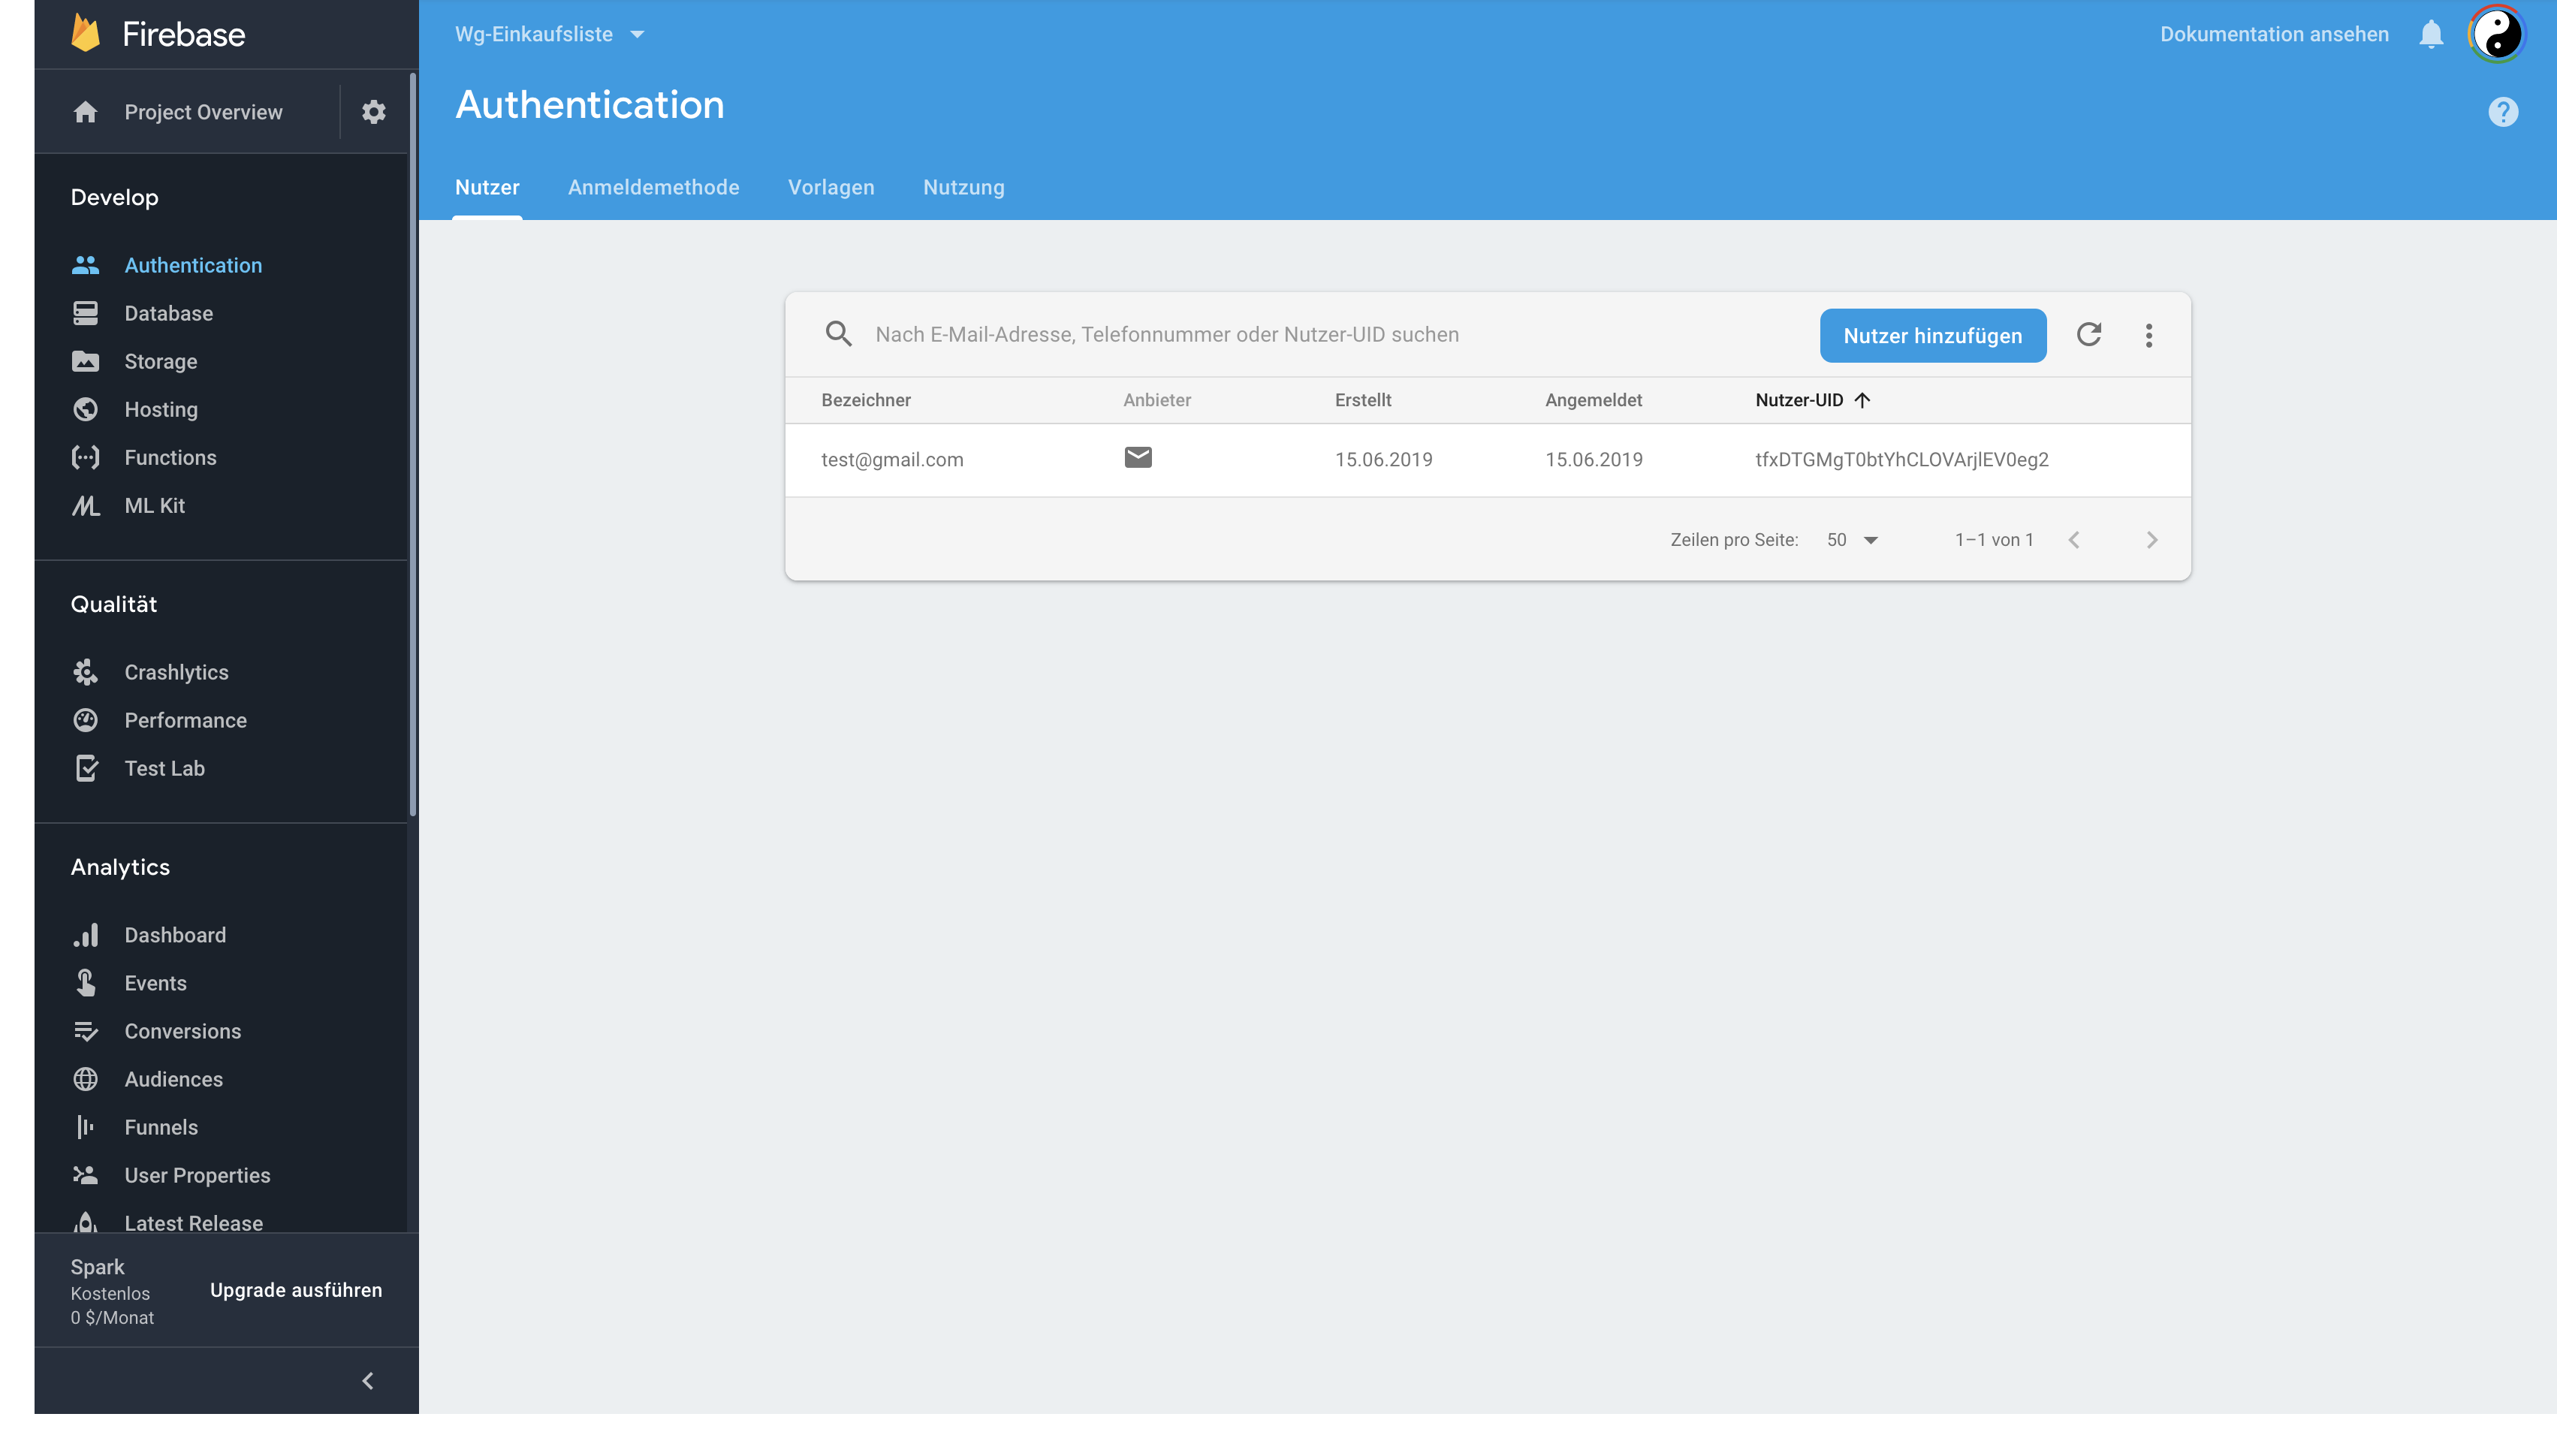 Firebase
Project Overview
Develop
Authentication
Database
Storage
Hosting
Functions
ML Kit
Qualität
Crashlytics
Performance
Test Lab
Analytics
Dashboard
Events
Conversions
Audiences
Funnels
User Properties
Latest Release
Spark
Kostenlos
0 $/Monat
Upgrade ausführen
Wg-Einkaufsliste
Dokumentation ansehen
Authentication
Nutzer Anmeldemethode Vorlagen Nutzung
Nach E-Mail-Adresse, Telefonnummer oder Nutzer-UID suchen
Nutzer hinzufügen
Bezeichner Anbieter Erstellt Angemeldet Nutzer-UID
test@gmail.com 15.06.2019 15.06.2019 tfxDTGMgT0btYhCLOVArjlEV0eg2
Zeilen pro Seite: 50 1–1 von 1